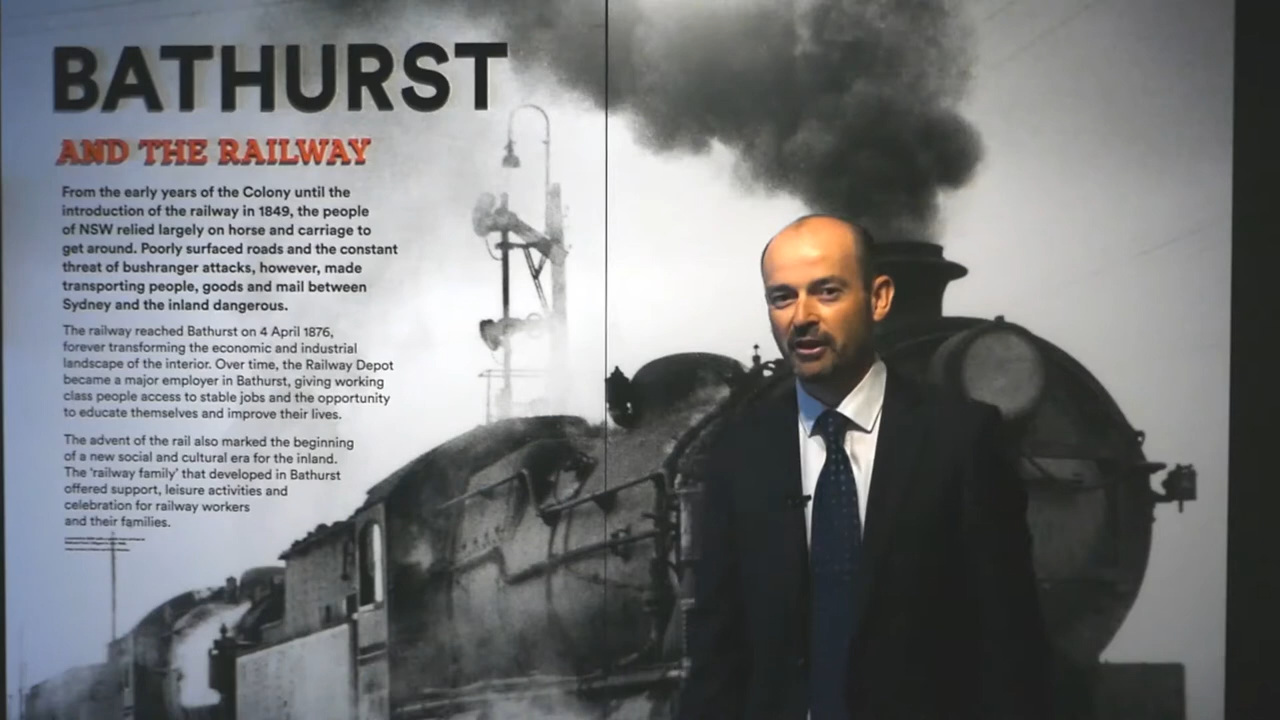 BATHURST
AND THE RAILWAY
From the early years of the Colony until the
introduction of the railway in 1849, the people
of NSW relied largely on horse and carriage to
get around. Poorly surfaced roads and the constant
threat of bushranger attacks, however, made
transporting people, goods and mail between
Sydney and the inland dangerous.
The railway reached Bathurst on 4 April 1876,
forever transforming the economic and industrial
landscape of the interior. Over time, the Railway Depot
became a major employer in Bathurst, giving working
class people access to stable jobs and the opportunity
to educate themselves and improve their lives.
The advent of the rail also marked the beginning
of a new social and cultural era for the inland.
The 'railway family' that developed in Bathurst
offered support, leisure activities and
celebration for railway workers
and their families.